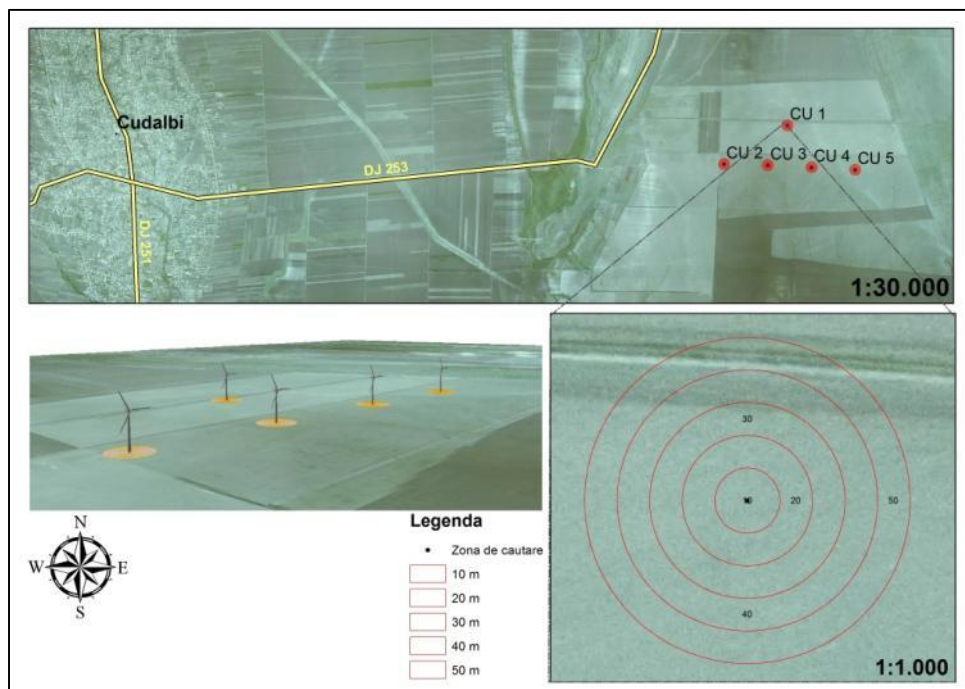 CU 1
Cudalbi
CU 2
CU 3
CU 4
CU 5
DJ 253
DJ 251
1:30.000
30
20
50
40
1:1.000
N
W
E
S
Legenda
Zona de cautare
10 m
20 m
30 m
40 m
50 m